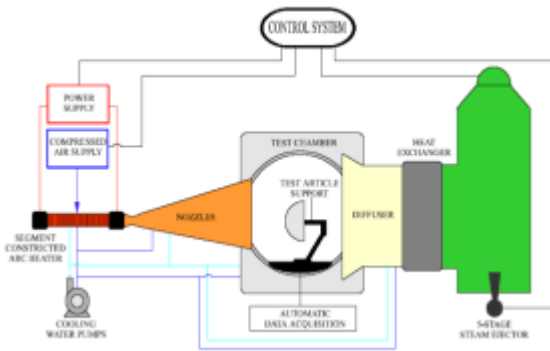 CONTROL SYSTEM
POWER
SUPPLY
COMPRESSED
AIR SUPPLY
TEST CHAMBER
HEAT
EXCHANGER
TEST ARTICLE
SUPPORT
NOZZLES
DIFFUSER
SEGMENT
CONSTRICTED
ARC HEATER
COOLING
WATER PUMPS
AUTOMATIC
DATA ACQUISITION
5-STAGE
STEAM EJECTOR